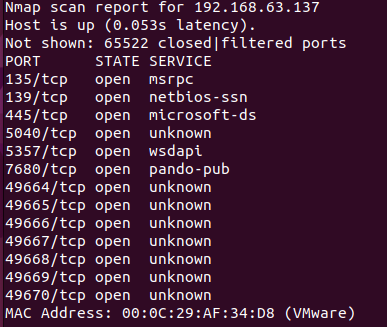 Nmap scan report for 192.168.63.137
Host is up (0.053s latency).
Not shown: 65522 closed|filtered ports
PORT      STATE SERVICE
135/tcp   open  msrpc
139/tcp   open  netbios-ssn
445/tcp   open  microsoft-ds
5040/tcp  open  unknown
5357/tcp  open  wsdapi
7680/tcp  open  pando-pub
49664/tcp open  unknown
49665/tcp open  unknown
49666/tcp open  unknown
49667/tcp open  unknown
49668/tcp open  unknown
49669/tcp open  unknown
49670/tcp open  unknown
MAC Address: 00:0C:29:AF:34:D8 (VMware)